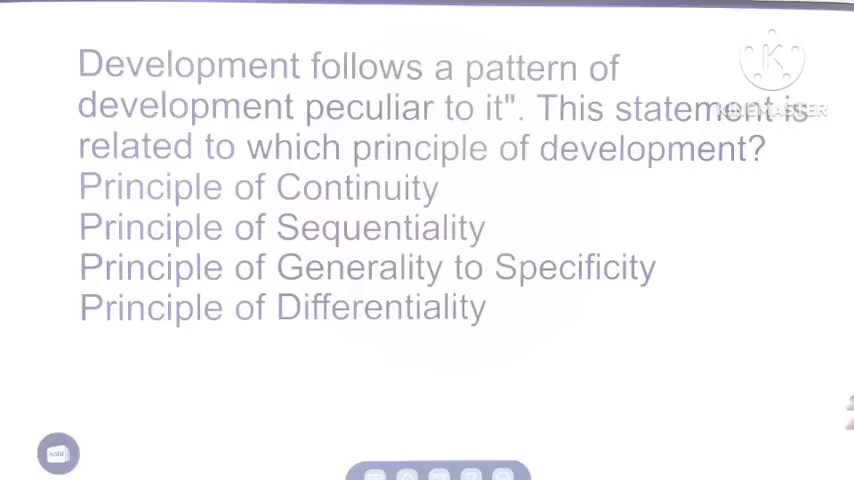 Development follows a pattern of
development peculiar to it". This statement is
related to which principle of development?
Principle of Continuity
Principle of Sequentiality
Principle of Generality to Specificity
Principle of Differentiality
KINEMASTER